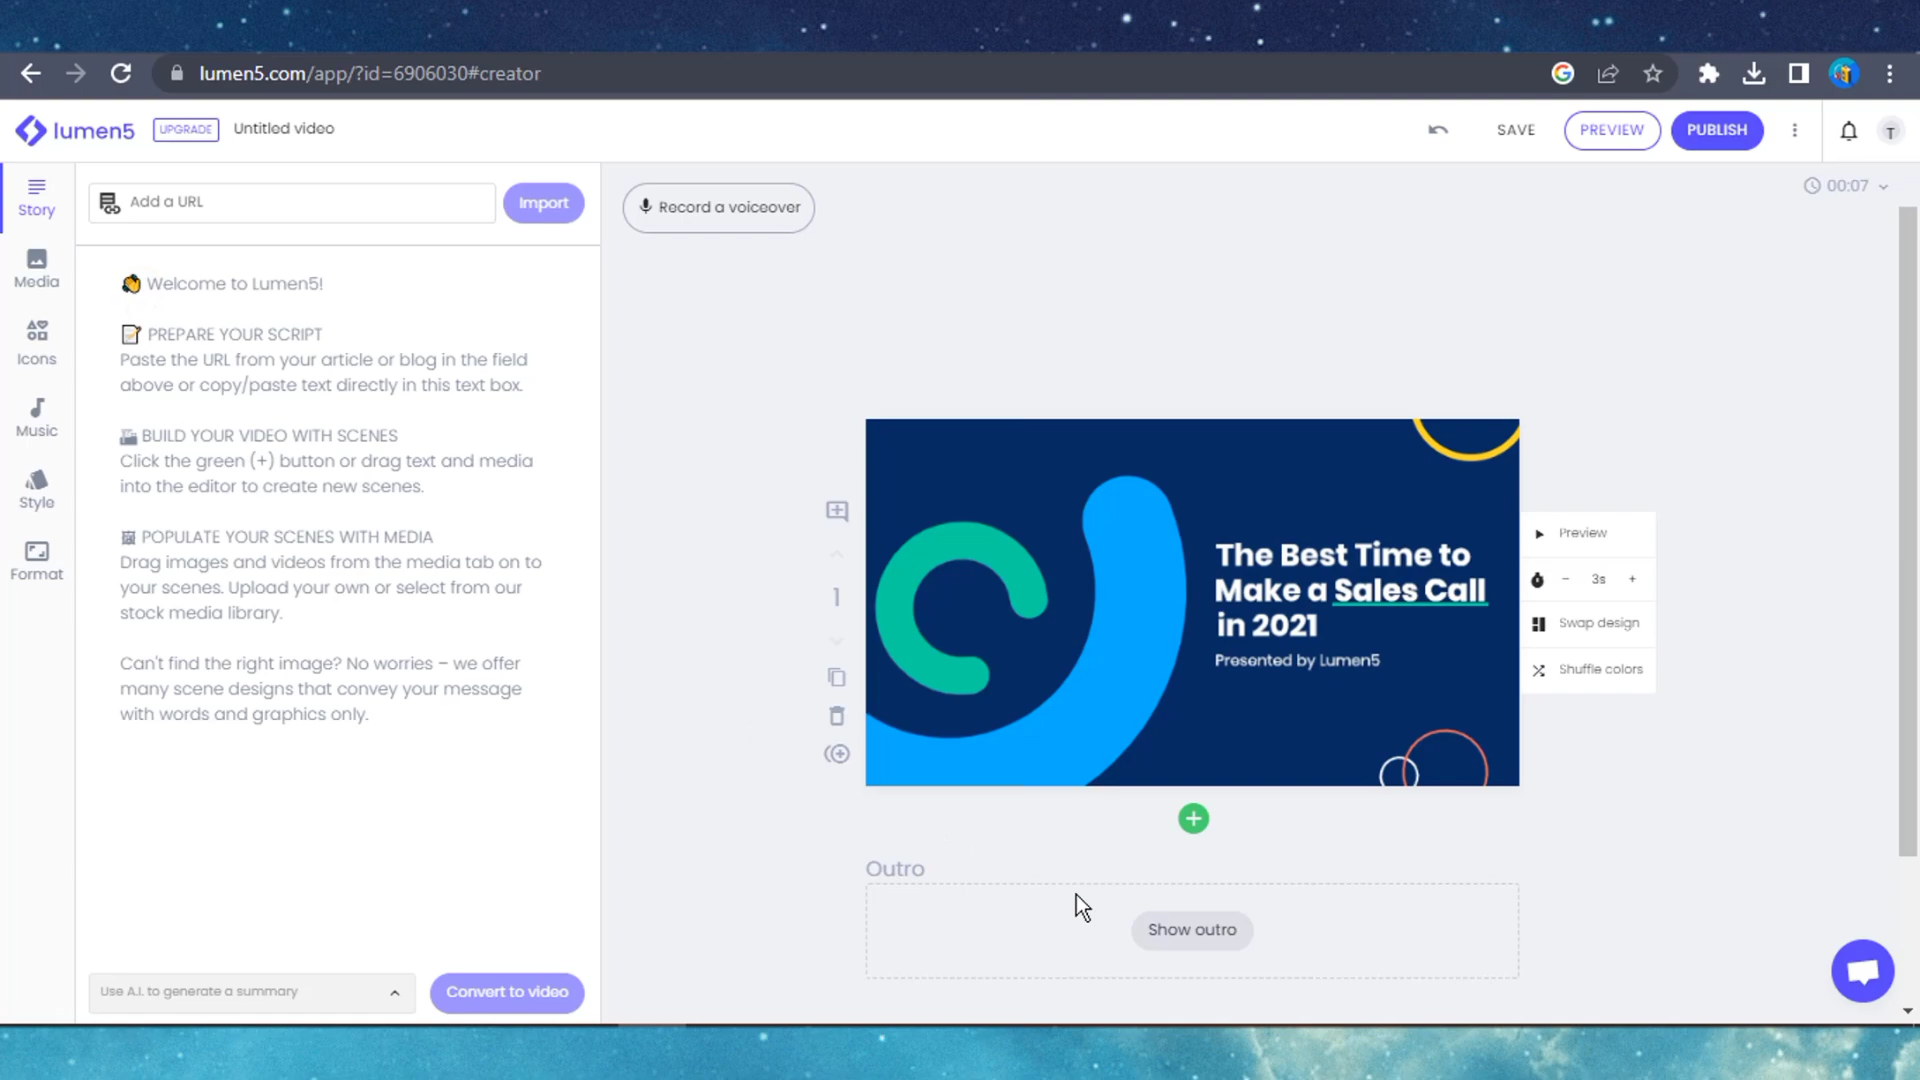 lumen5.com/app/?id=6906030#creator
lumen5
UPGRADE
Untitled video
SAVE
PREVIEW
PUBLISH
T
Story
Media
Icons
Music
Style
Format
Add a URL
Import
Welcome to Lumen5!
PREPARE YOUR SCRIPT
Paste the URL from your article or blog in the field
above or copy/paste text directly in this text box.
BUILD YOUR VIDEO WITH SCENES
Click the green (+) button or drag text and media
into the editor to create new scenes.
POPULATE YOUR SCENES WITH MEDIA
Drag images and videos from the media tab on to
your scenes. Upload your own or select from our
stock media library.
Can't find the right image? No worries – we offer
many scene designs that convey your message
with words and graphics only.
Use A.I. to generate a summary
Convert to video
Record a voiceover
00:07
1
The Best Time to
Make a Sales Call
in 2021
Presented by Lumen5
Preview
− 3s +
Swap design
Shuffle colors
Outro
Show outro